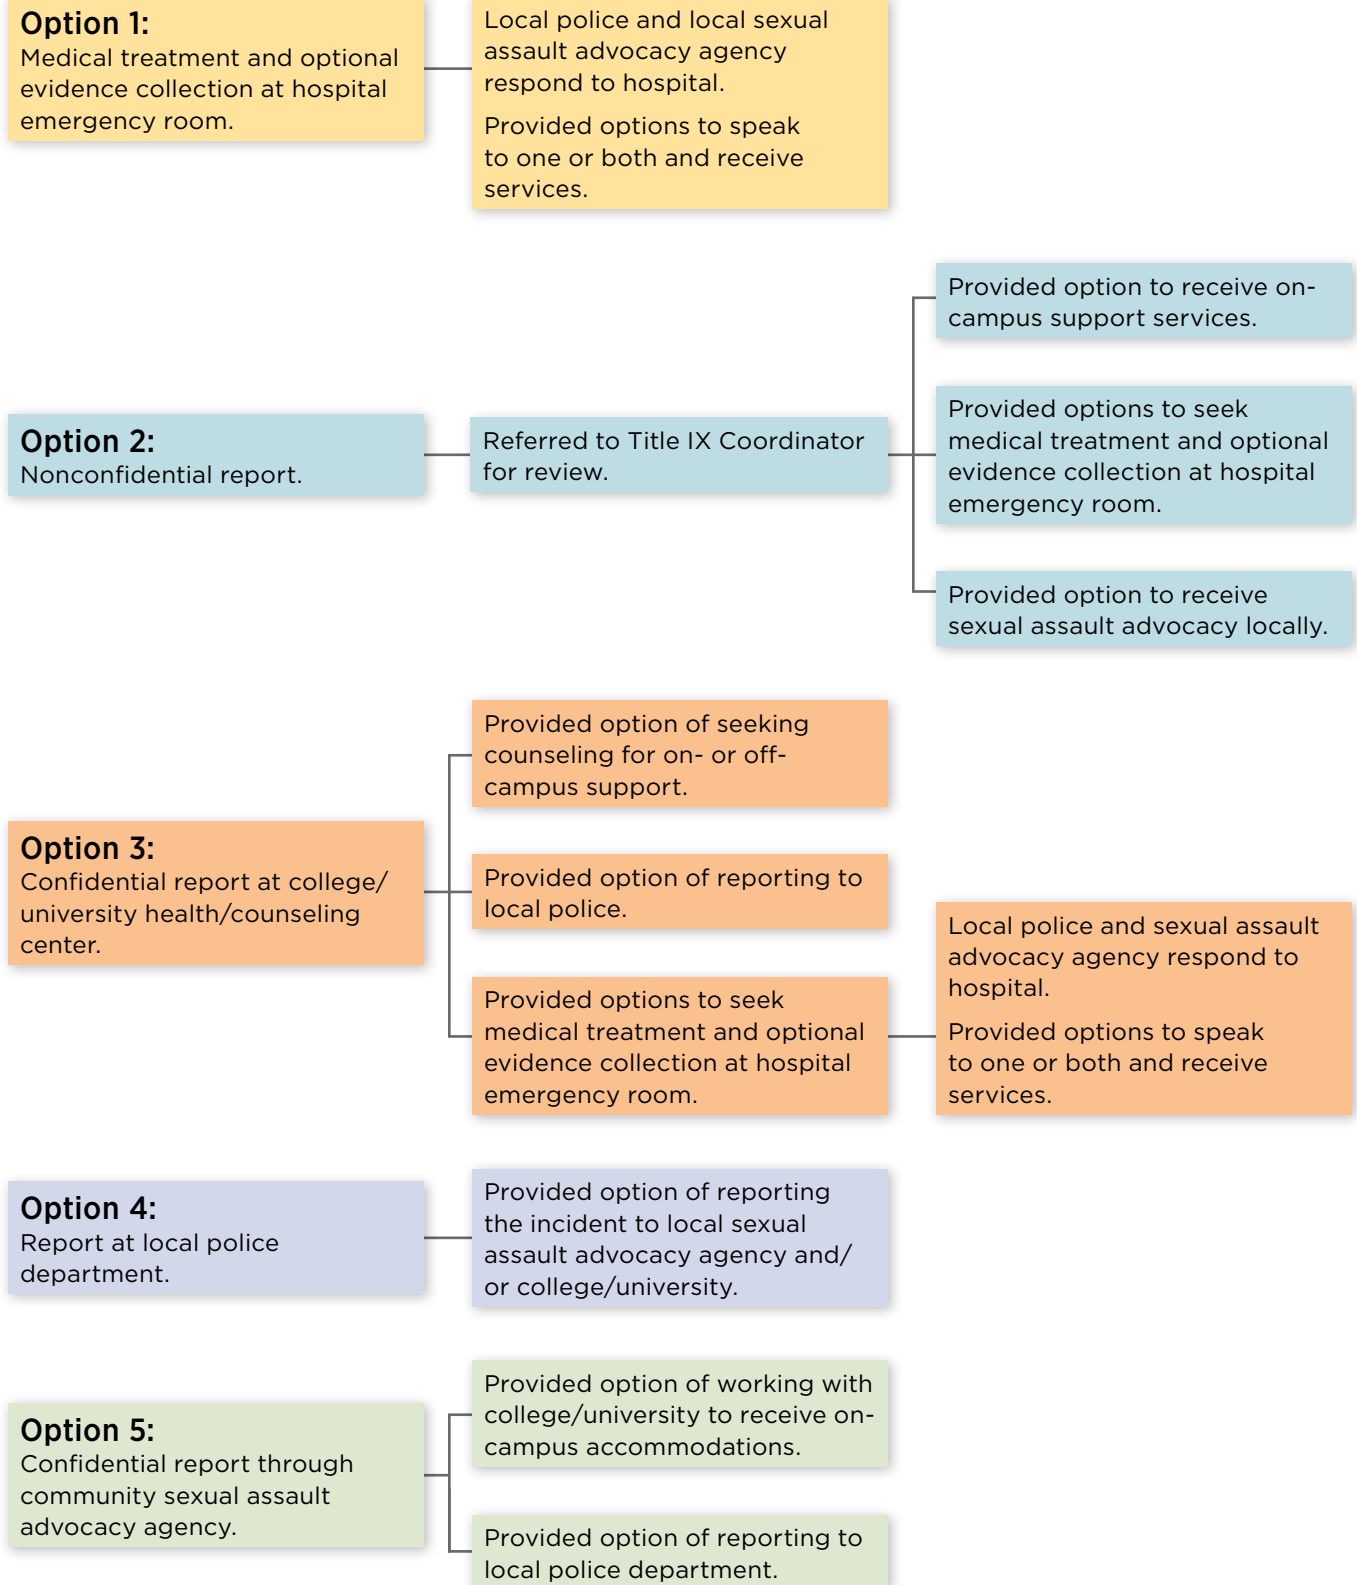 Option 1:
Medical treatment and optional
evidence collection at hospital
emergency room.
Local police and local sexual
assault advocacy agency
respond to hospital.
Provided options to speak
to one or both and receive
services.
Option 2:
Nonconfidential report.
Referred to Title IX Coordinator
for review.
Provided option to receive on-
campus support services.
Provided options to seek
medical treatment and optional
evidence collection at hospital
emergency room.
Provided option to receive
sexual assault advocacy locally.
Option 3:
Confidential report at college/
university health/counseling
center.
Provided option of seeking
counseling for on- or off-
campus support.
Provided option of reporting to
local police.
Provided options to seek
medical treatment and optional
evidence collection at hospital
emergency room.
Local police and sexual assault
advocacy agency respond to
hospital.
Provided options to speak
to one or both and receive
services.
Option 4:
Report at local police
department.
Provided option of reporting
the incident to local sexual
assault advocacy agency and/
or college/university.
Option 5:
Confidential report through
community sexual assault
advocacy agency.
Provided option of working with
college/university to receive on-
campus accommodations.
Provided option of reporting to
local police department.